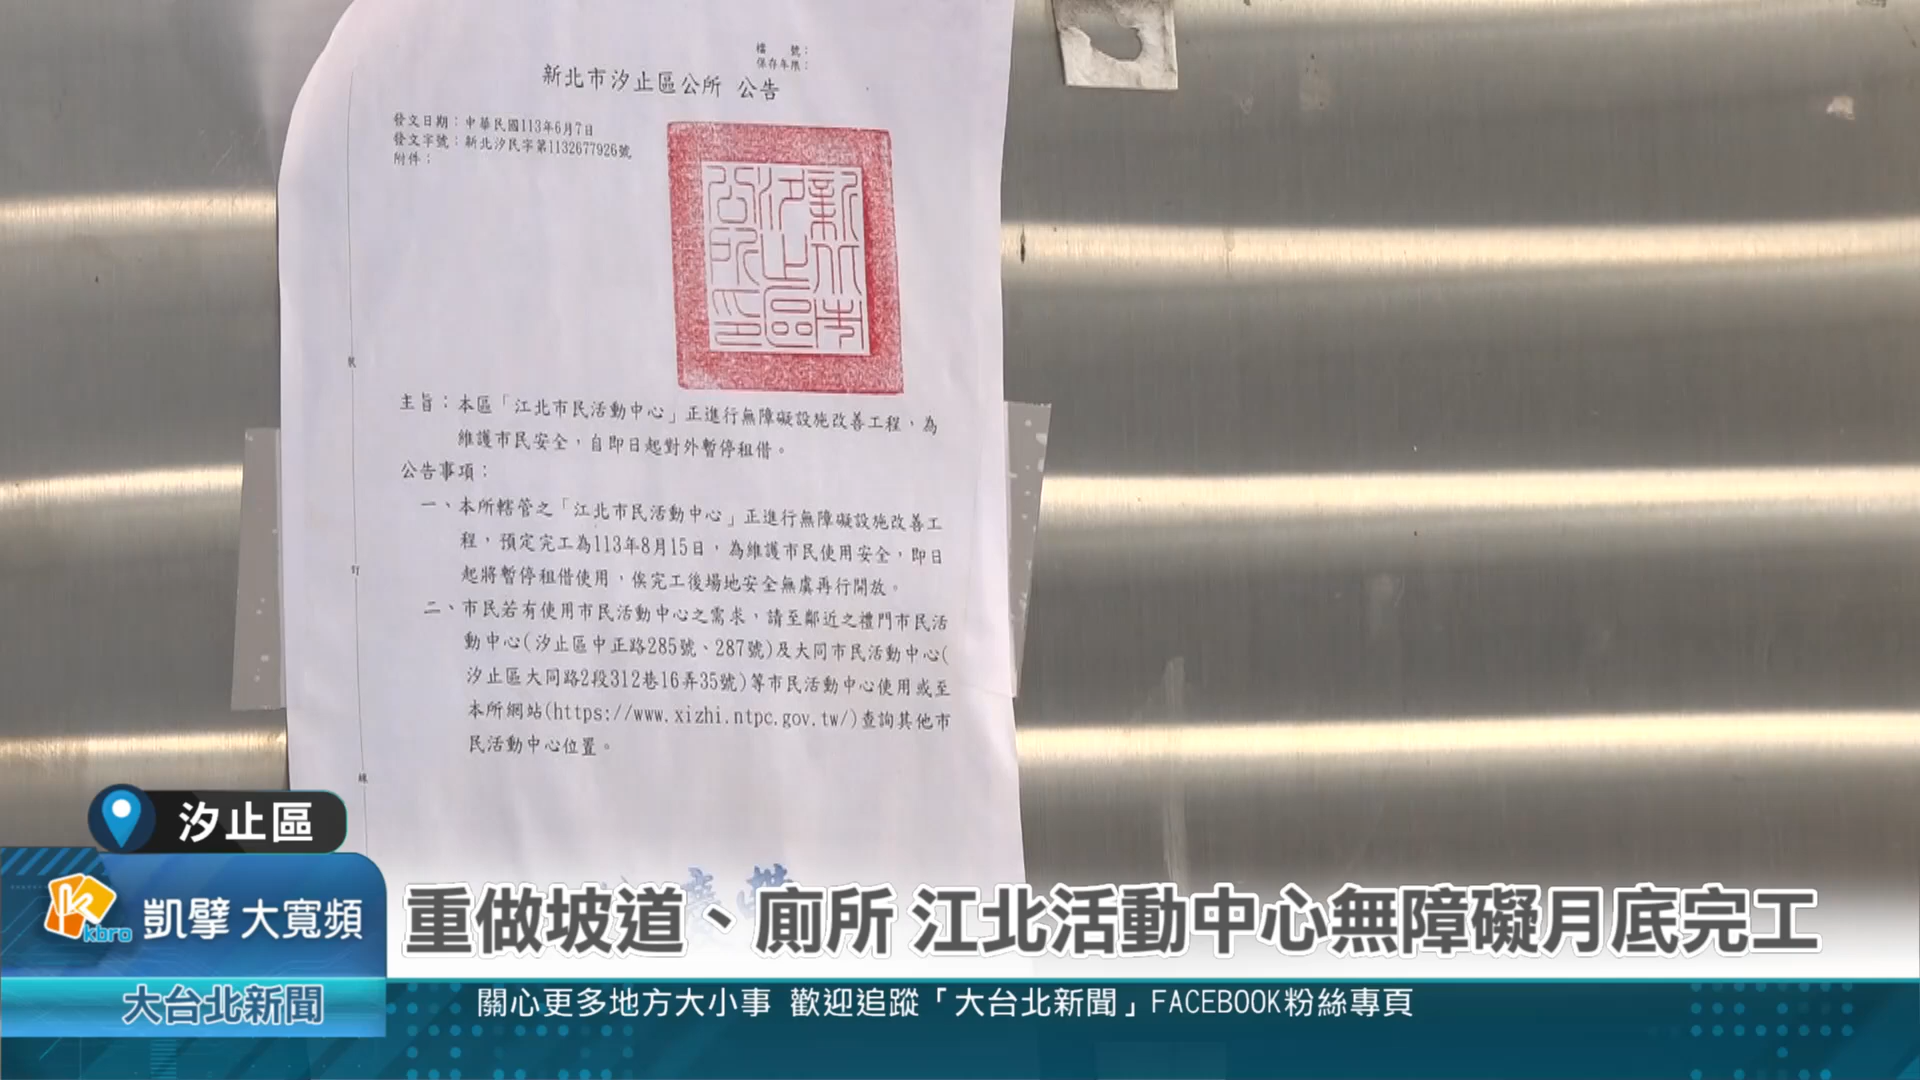 檔　　號：
保存年限：
新北市汐止區公所 公告
發文日期：中華民國113年6月7日
發文字號：新北汐民字第1132677926號
附件：
新北市
汐止區
公所印
主旨：本區「江北市民活動中心」正進行無障礙設施改善工程，為
維護市民安全，自即日起對外暫停租借。
公告事項：
一、本所轄管之「江北市民活動中心」正進行無障礙設施改善工
程，預定完工為113年8月15日，為維護市民使用安全，即日
起將暫停租借使用，俟完工後場地安全無虞再行開放。
二、市民若有使用市民活動中心之需求，請至鄰近之禮門市民活
動中心(汐止區中正路285號、287號)及大同市民活動中心(
汐止區大同路2段312巷16弄35號)等市民活動中心使用或至
本所網站(https://www.xizhi.ntpc.gov.tw/)查詢其他市
民活動中心位置。
訂
線
汐止區
kbro 凱擘大寬頻
重做坡道、廁所 江北活動中心無障礙月底完工
大台北新聞
關心更多地方大小事 歡迎追蹤「大台北新聞」FACEBOOK粉絲專頁